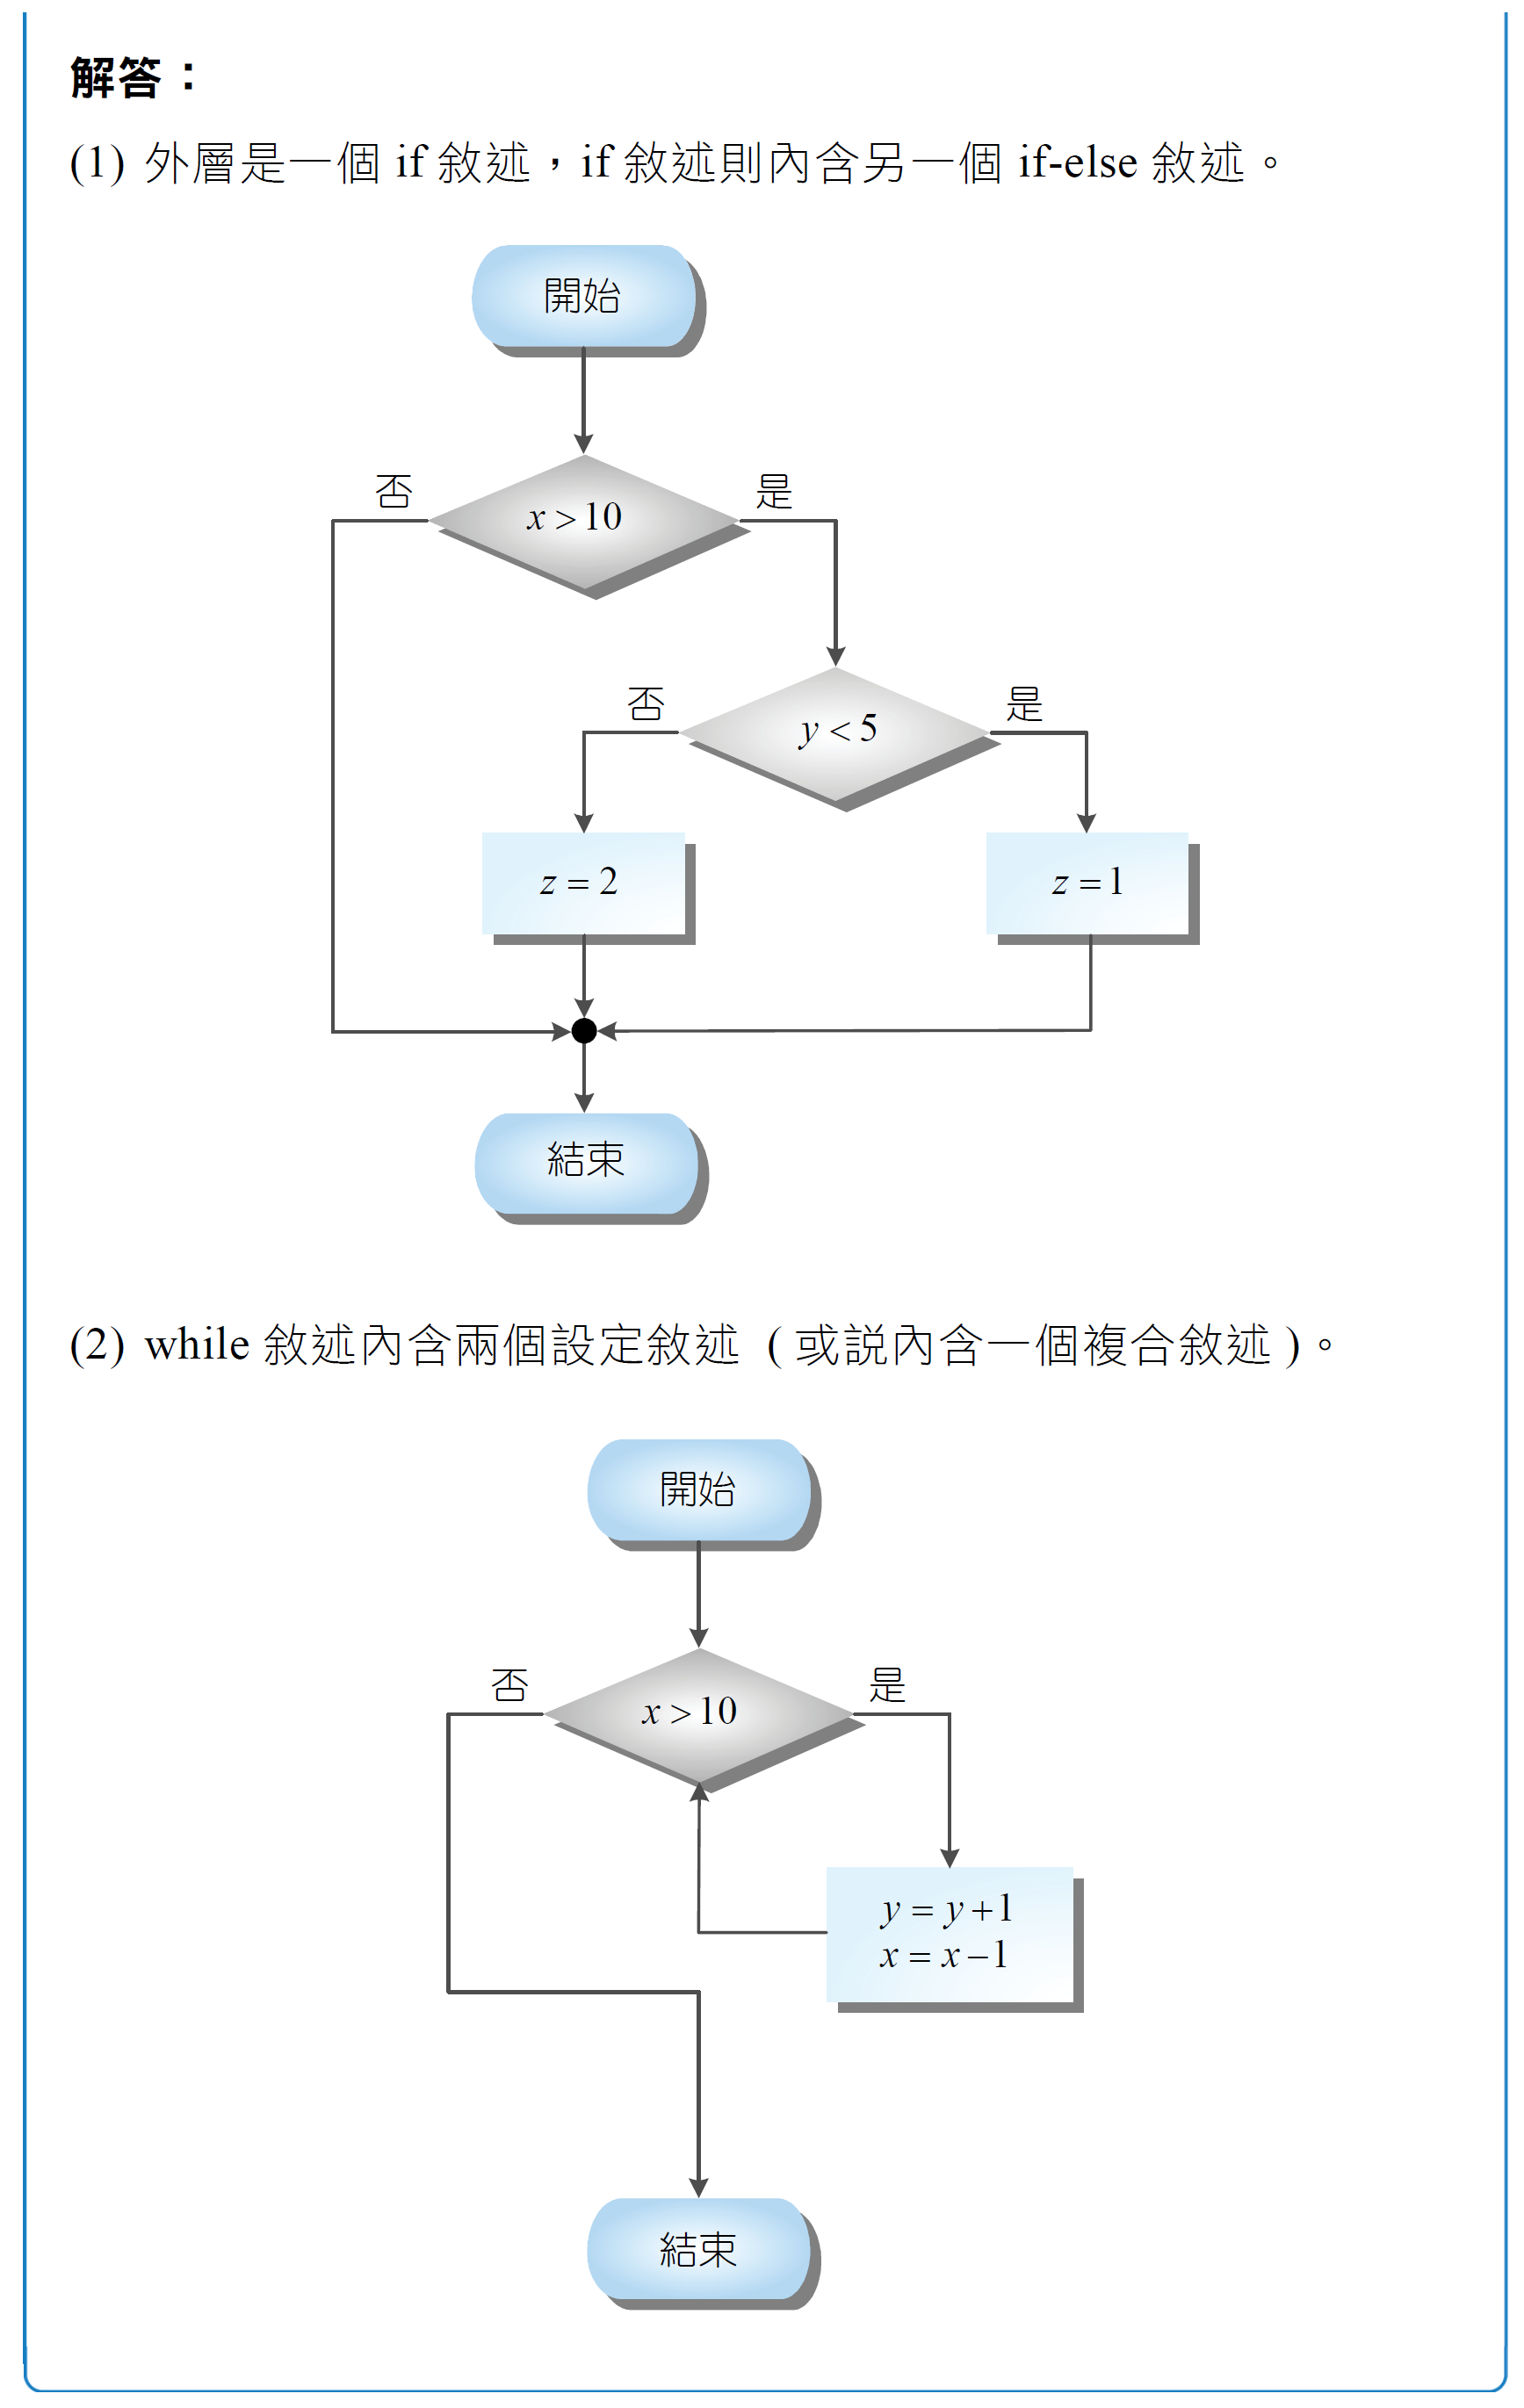 解答：
(1) 外層是一個 if 敘述，if 敘述則內含另一個 if-else 敘述。
開始
否
是
x > 10
否
是
y < 5
z = 2
z = 1
結束
(2) while 敘述內含兩個設定敘述 ( 或説內含一個複合敘述 )。
開始
否
是
x > 10
y = y + 1
x = x − 1
結束